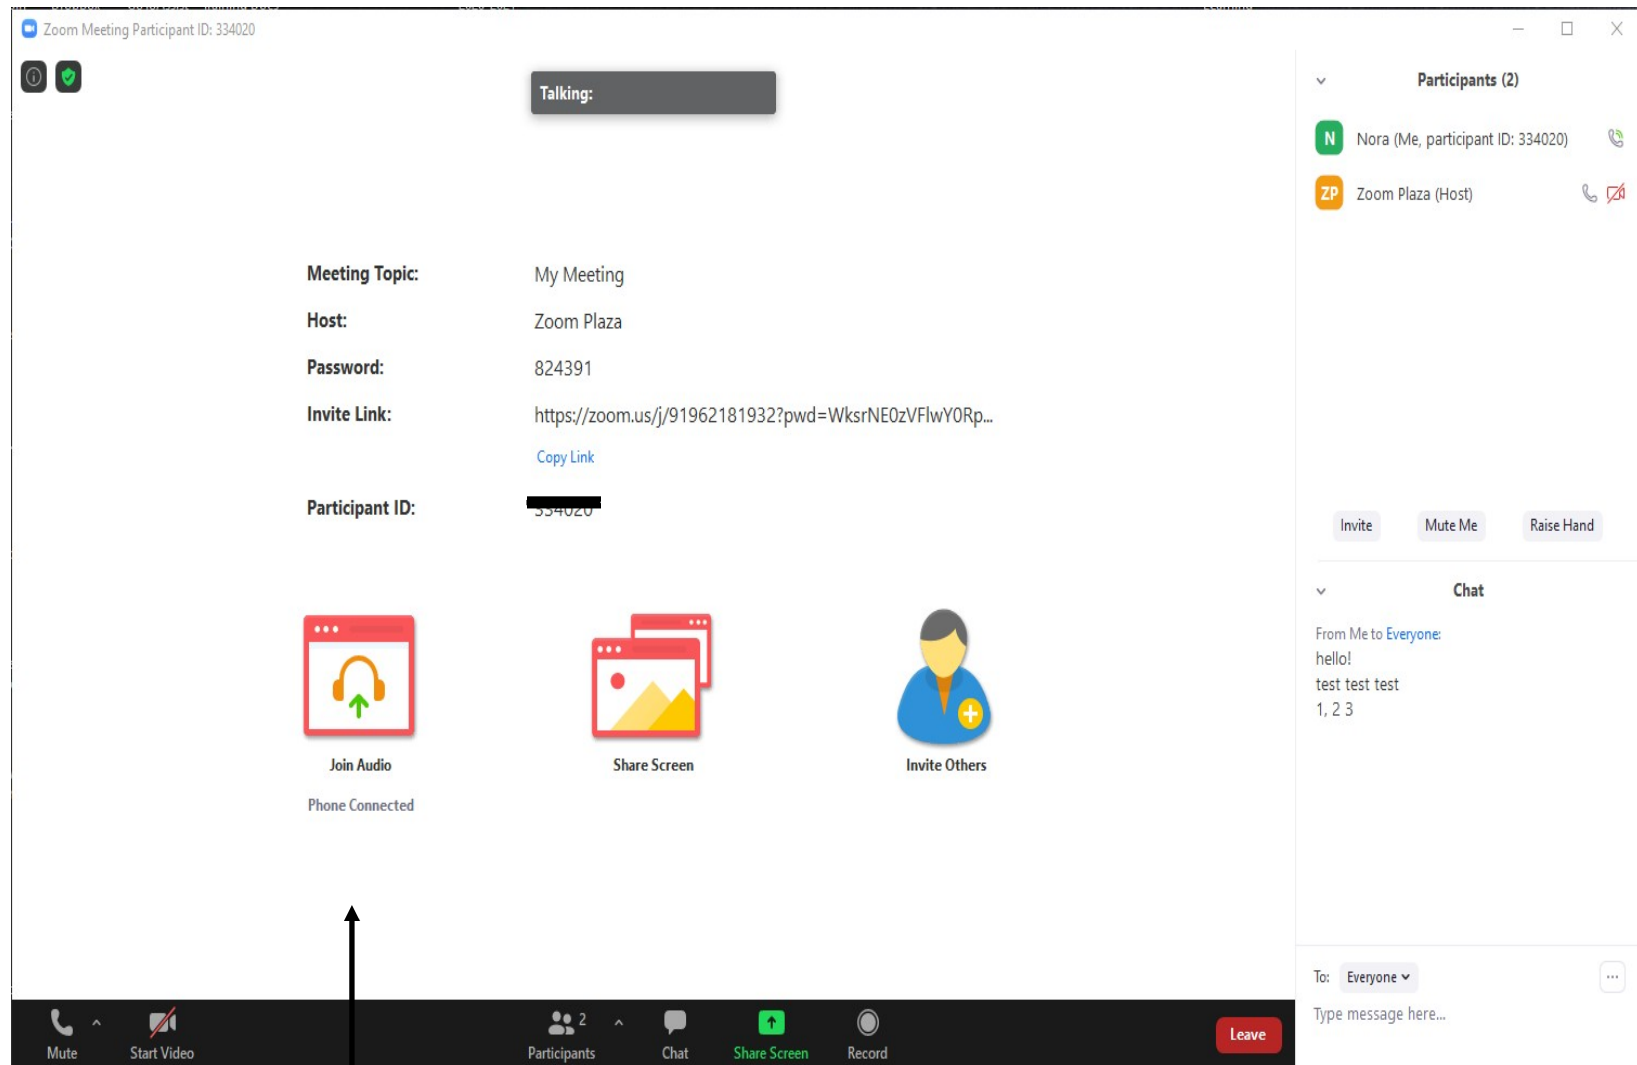 Zoom Meeting Participant ID: 334020
Talking:
Meeting Topic: My Meeting
Host: Zoom Plaza
Password: 824391
Invite Link: https://zoom.us/j/91962181932?pwd=WksrNE0zVFlwY0Rp...
Copy Link
Participant ID: 334020
Join Audio
Share Screen
Invite Others
Phone Connected
Mute
Start Video
2
Participants
Chat
Share Screen
Record
Leave
Participants (2)
N Nora (Me, participant ID: 334020)
ZP Zoom Plaza (Host)
Invite
Mute Me
Raise Hand
Chat
From Me to Everyone:
hello!
test test test
1, 2 3
To: Everyone
Type message here...